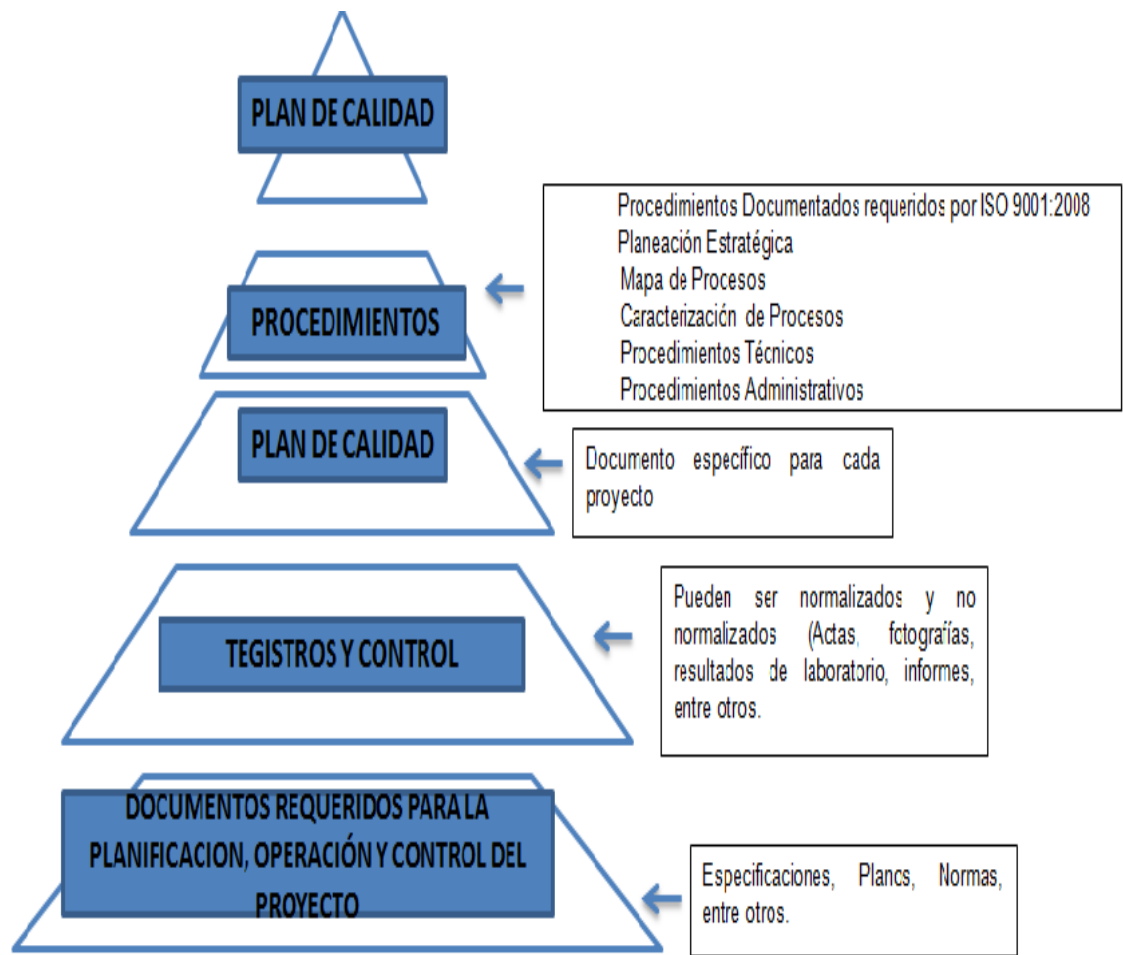 PLAN DE CALIDAD
Procedimientos Documentados requeridos por ISO 9001:2008
Planeación Estratégica
Mapa de Procesos
Caracterización de Procesos
Procedimientos Técnicos
Procedimientos Administrativos
PROCEDIMIENTOS
PLAN DE CALIDAD
Documento específico para cada
proyecto
Pueden ser normalizados y no
normalizados (Actas, fotografías,
resultados de laboratorio, informes,
entre otros.
TEGISTROS Y CONTROL
DOCUMENTOS REQUERIDOS PARA LA
PLANIFICACION, OPERACIÓN Y CONTROL DEL
PROYECTO
Especificaciones, Planos, Normas,
entre otros.